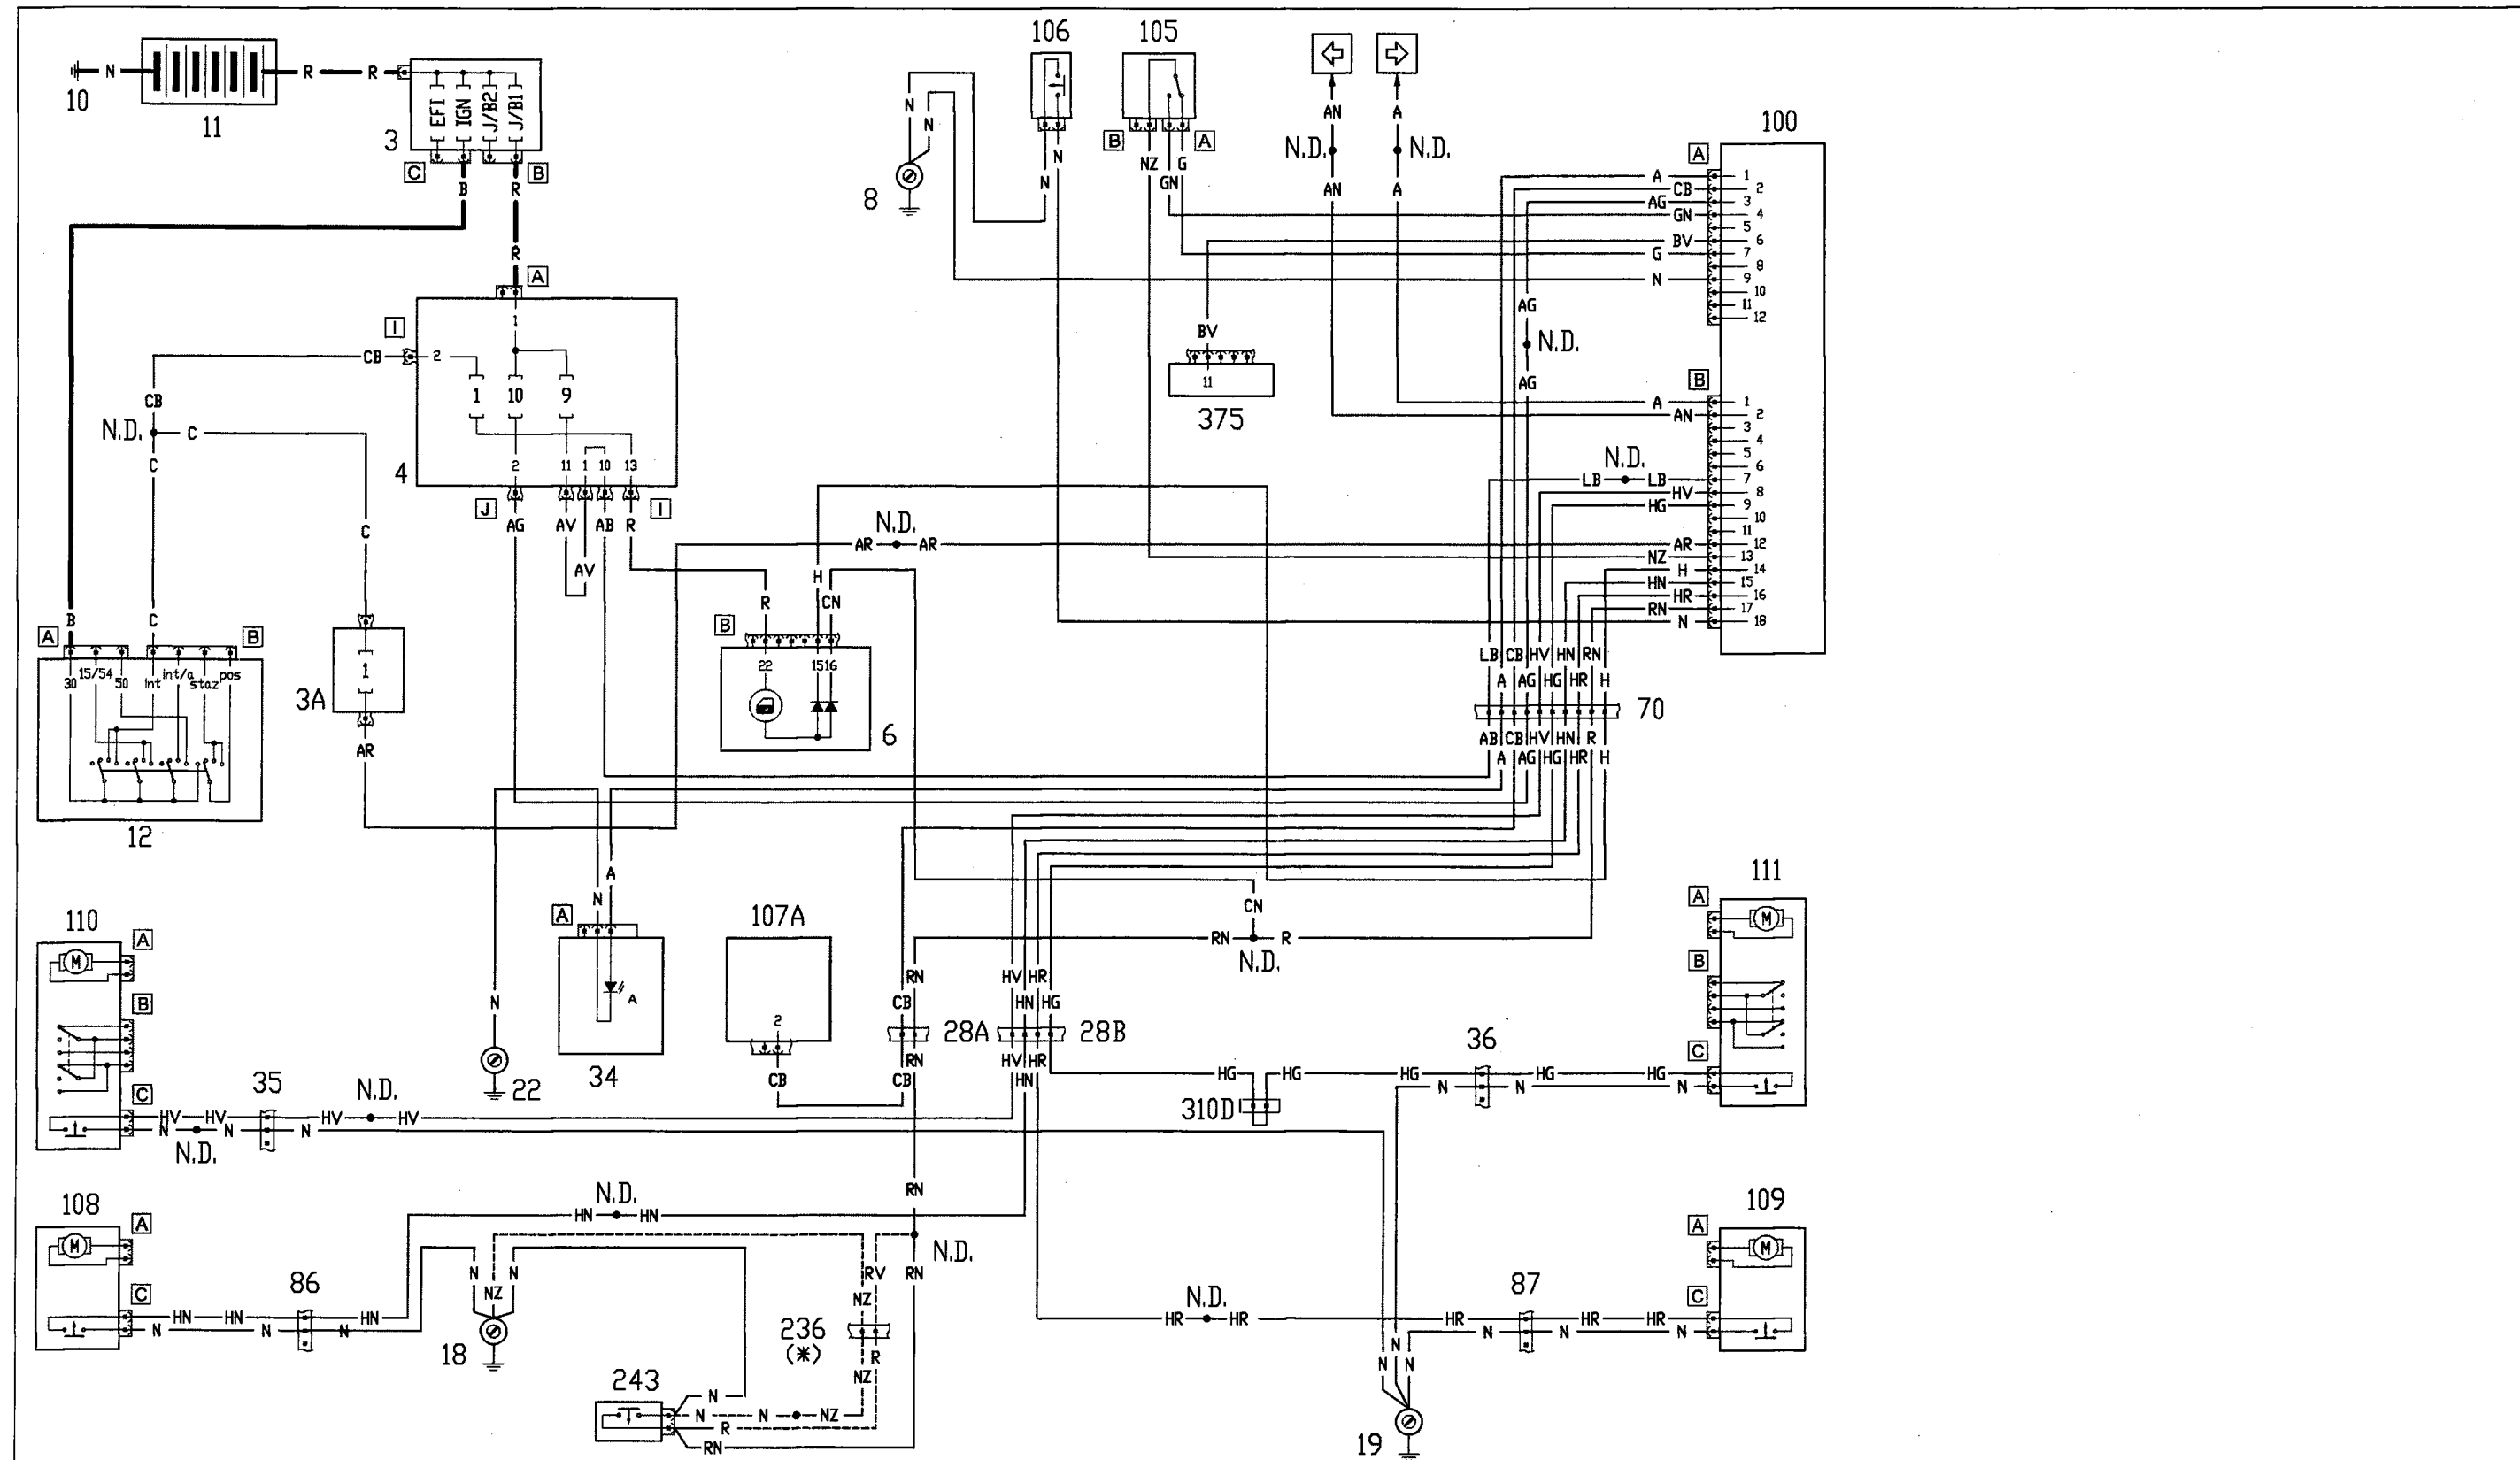 106
105
10
N
R
R
11
3
EFI
IGN
J/B2
J/B1
C
B
B
R
R
A
N
N
8
N
N
B
A
NZ
G
GN
AN
A
N.D.
N.D.
AN
A
100
A
A
CB
AG
GN
BV
G
N
1
2
3
4
5
6
7
8
9
10
11
12
AG
N.D.
AG
BV
11
375
I
CB
2
1
1
10
9
2
11
1
10
13
4
J
I
AG
AV
AB
R
AV
CB
N.D.
C
C
C
C
B
A
AN
LB
N.D.
LB
HV
HG
AR
NZ
H
HN
HR
RN
N
1
2
3
4
5
6
7
8
9
10
11
12
13
14
15
16
17
18
AR
N.D.
AR
R
H
CN
B
22
15
16
6
A
B
B
30
15/54
50
int
int/a
staz
pos
12
1
3A
AR
LB
CB
HV
HN
RN
A
AG
HG
HR
H
70
AB
CB
HV
HN
R
A
AG
HG
HR
H
N
A
A
A
34
N
22
107A
2
CB
CN
RN
R
N.D.
RN
CB
28A
RN
CB
HV
HR
HN
HG
28B
HV
HR
HN
110
M
A
B
C
HV
HV
35
HV
N.D.
HV
N
N.D.
N
N
111
A
M
B
C
HG
HG
HG
36
HG
HG
N
N
N
310D
108
M
A
C
HN
HN
86
HN
N
N
N
HN
N.D.
HN
N
NZ
N
18
RN
N.D.
RN
RV
NZ
236
(*)
R
NZ
243
N
N
N
NZ
R
RN
109
A
M
C
HR
N.D.
HR
HR
87
HR
HR
N
N
N
N
N
N
19